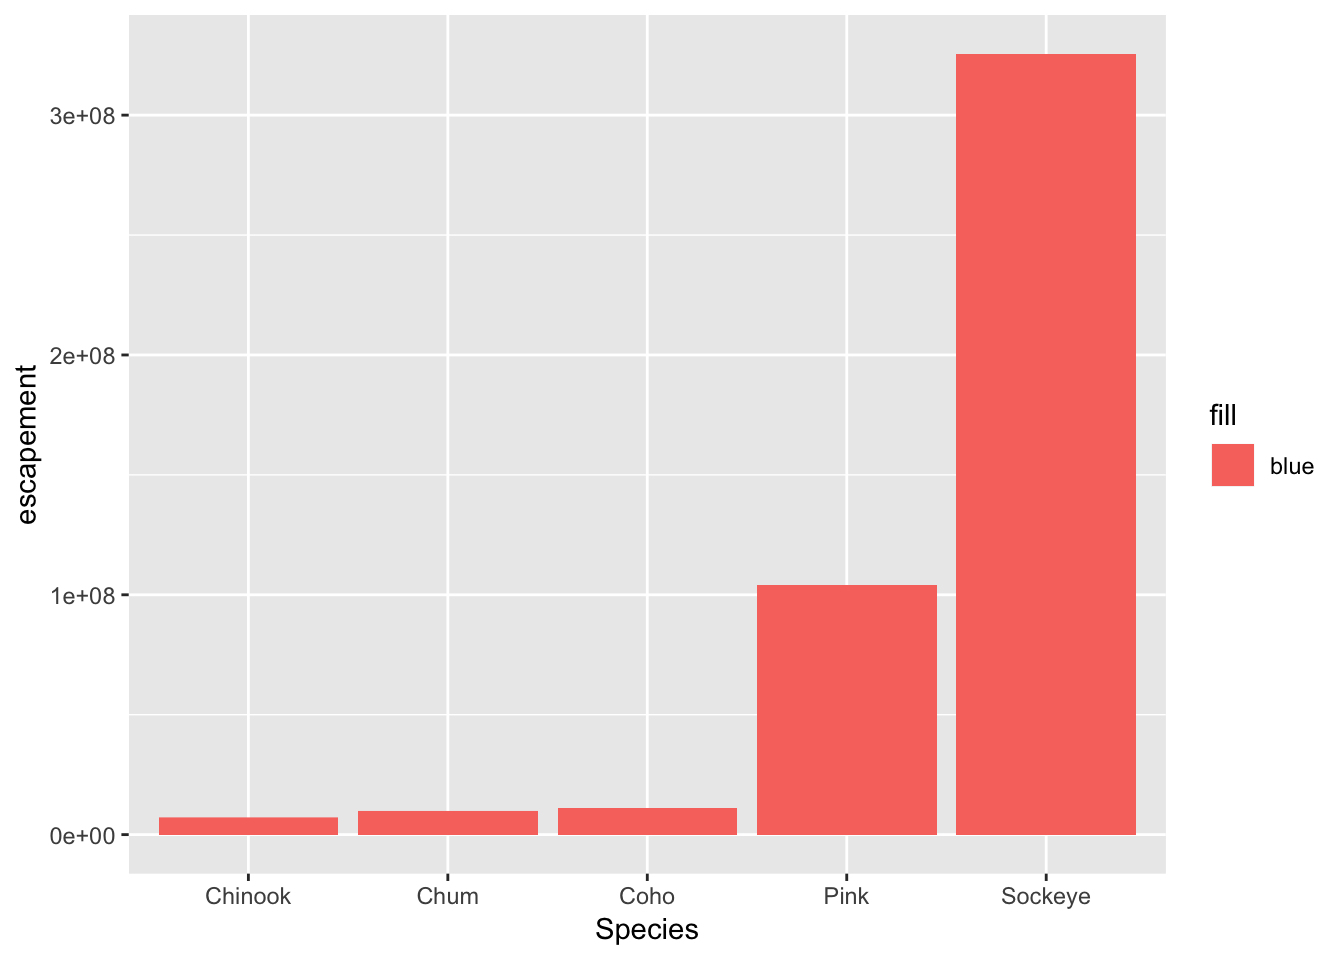 3e+08
2e+08
1e+08
0e+00
escapement
Chinook
Chum
Coho
Pink
Sockeye
Species
fill
blue